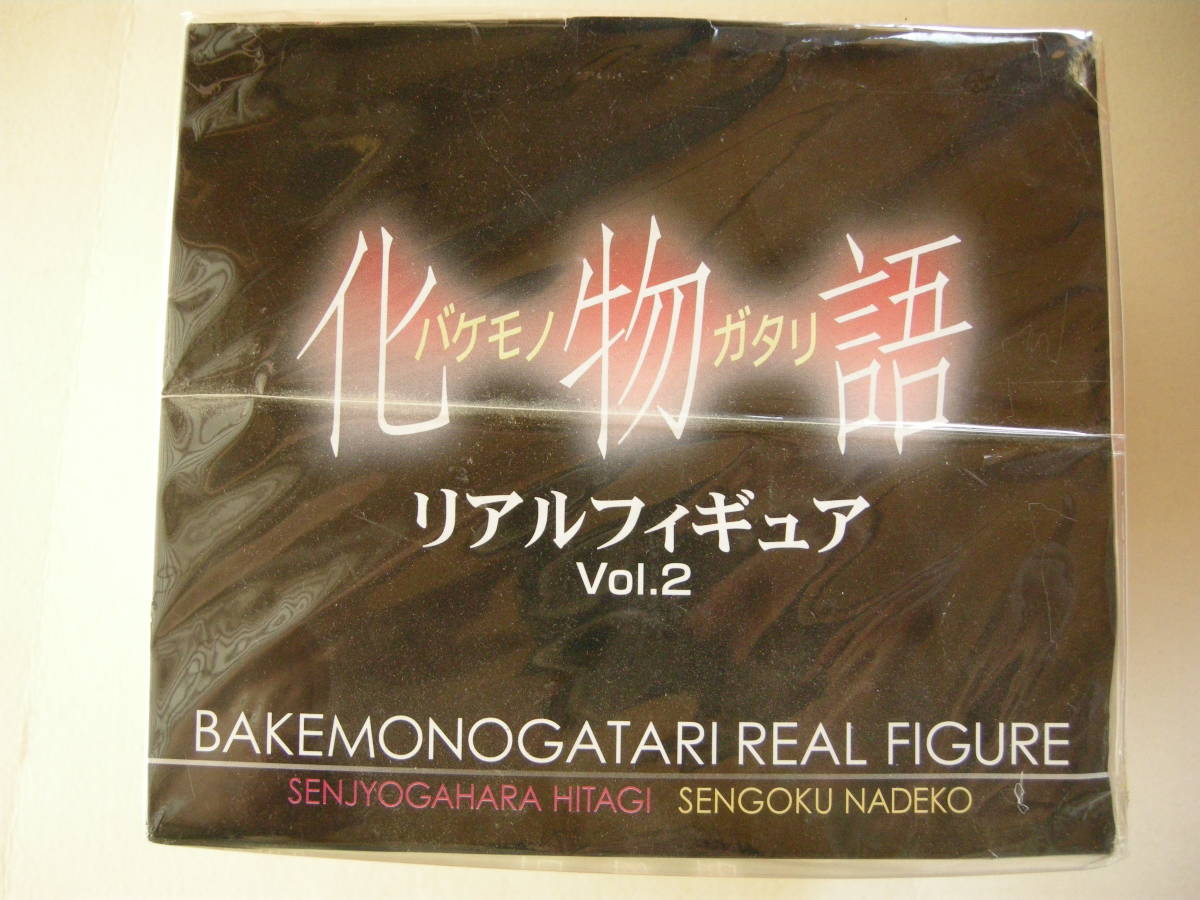 化バケモノ物ガタリ語
リアルフィギュア
Vol.2
BAKEMONOGATARI REAL FIGURE
SENJYOGAHARA HITAGI SENGOKU NADEKO